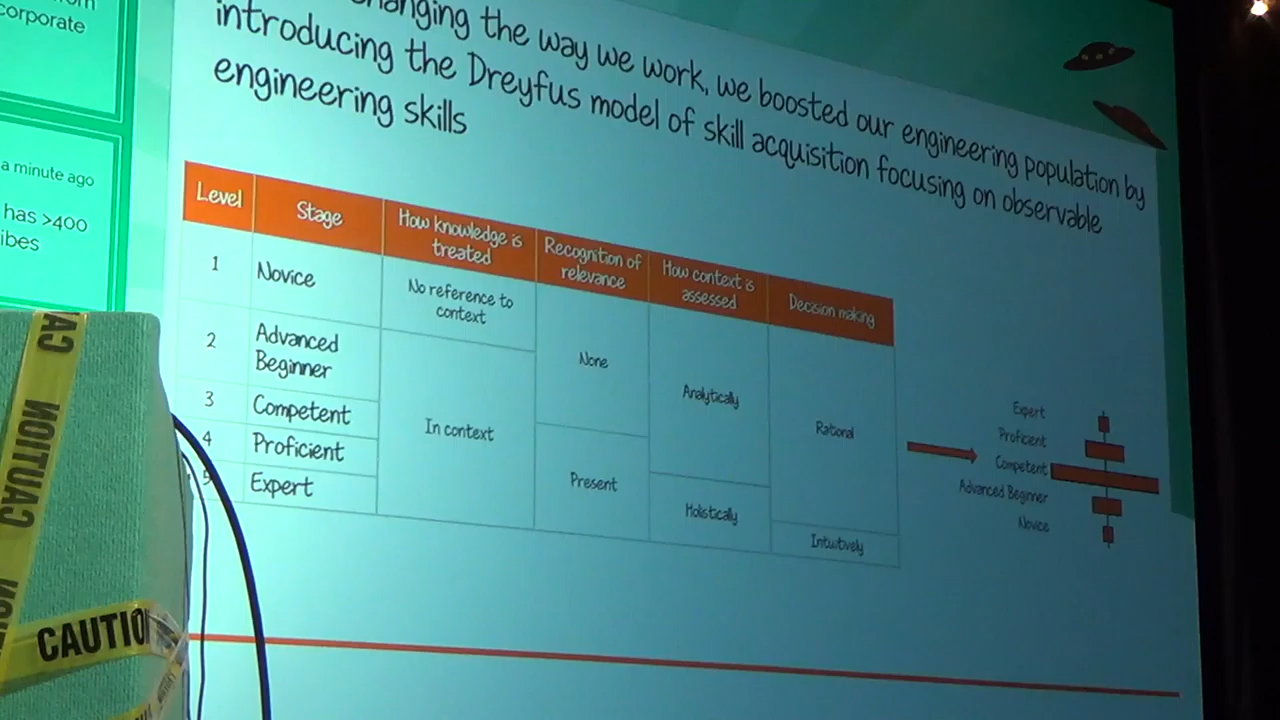 corporate
a minute ago
has >400
ibes
changing the way we work, we boosted our engineering population by
introducing the Dreyfus model of skill acquisition focusing on observable
engineering skills
Level
Stage
How knowledge is
treated
Recognition of
relevance
How context is
assessed
Decision making
1
Novice
No reference to
context
2
Advanced
Beginner
3
Competent
4
Proficient
5
Expert
In context
None
Present
Analytically
Holistically
Rational
Intuitively
Expert
Proficient
Competent
Advanced Beginner
Novice
CA
CAUTION
CAUTIO